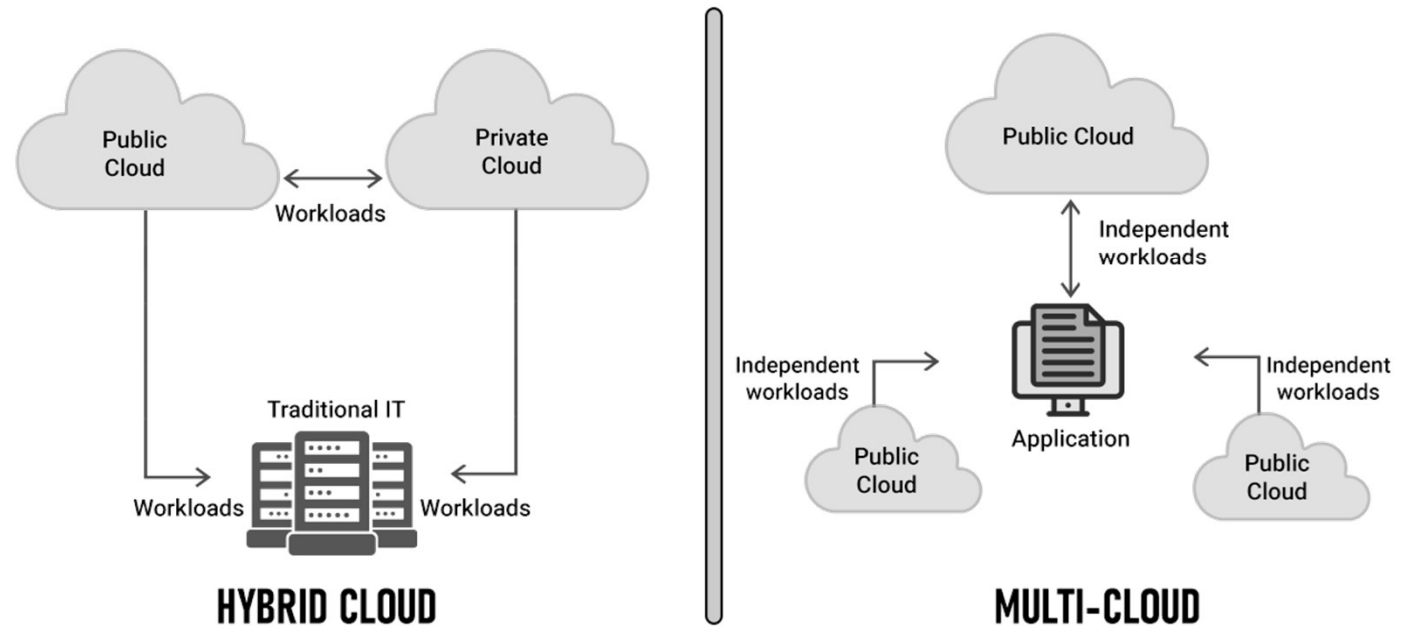 Public
Cloud
Private
Cloud
Workloads
Traditional IT
Workloads
Workloads
HYBRID CLOUD
Public Cloud
Independent
workloads
Independent
workloads
Independent
workloads
Application
Public
Cloud
Public
Cloud
MULTI-CLOUD